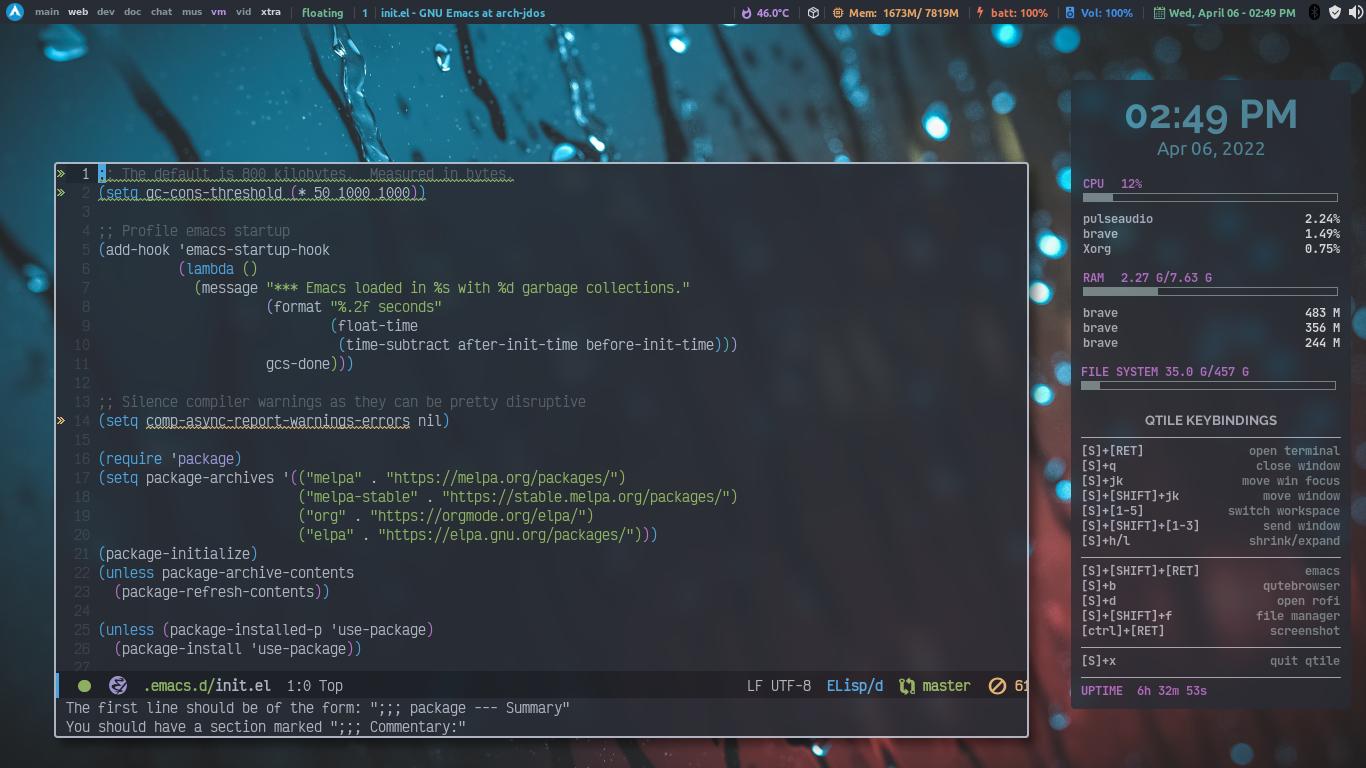 main web dev doc chat mus vm vid xtra floating 1 init.el - GNU Emacs at arch-jdos 46.0°C Mem: 1673M/ 7819M batt: 100% Vol: 100% Wed, April 06 - 02:49 PM
1 ;; The default is 800 kilobytes.  Measured in bytes.
2 (setq gc-cons-threshold (* 50 1000 1000))
3
4 ;; Profile emacs startup
5 (add-hook 'emacs-startup-hook
6           (lambda ()
7             (message "*** Emacs loaded in %s with %d garbage collections."
8                      (format "%.2f seconds"
9                              (float-time
10                               (time-subtract after-init-time before-init-time)))
11                      gcs-done)))
12
13 ;; Silence compiler warnings as they can be pretty disruptive
14 (setq comp-async-report-warnings-errors nil)
15
16 (require 'package)
17 (setq package-archives '(("melpa" . "https://melpa.org/packages/")
18                          ("melpa-stable" . "https://stable.melpa.org/packages/")
19                          ("org" . "https://orgmode.org/elpa/")
20                          ("elpa" . "https://elpa.gnu.org/packages/")))
21 (package-initialize)
22 (unless package-archive-contents
23   (package-refresh-contents))
24
25 (unless (package-installed-p 'use-package)
26   (package-install 'use-package))
27
.emacs.d/init.el 1:0 Top LF UTF-8 ELisp/d master 61
The first line should be of the form: ";;; package --- Summary"
You should have a section marked ";;; Commentary:"
02:49 PM
Apr 06, 2022
CPU 12%
pulseaudio 2.24%
brave 1.49%
Xorg 0.75%
RAM 2.27 G/7.63 G
brave 483 M
brave 356 M
brave 244 M
FILE SYSTEM 35.0 G/457 G
QTILE KEYBINDINGS
[S]+[RET] open terminal
[S]+q close window
[S]+jk move win focus
[S]+[SHIFT]+jk move window
[S]+[1-5] switch workspace
[S]+[SHIFT]+[1-3] send window
[S]+h/l shrink/expand
[S]+[SHIFT]+[RET] emacs
[S]+b qutebrowser
[S]+d open rofi
[S]+[SHIFT]+f file manager
[ctrl]+[RET] screenshot
[S]+x quit qtile
UPTIME 6h 32m 53s